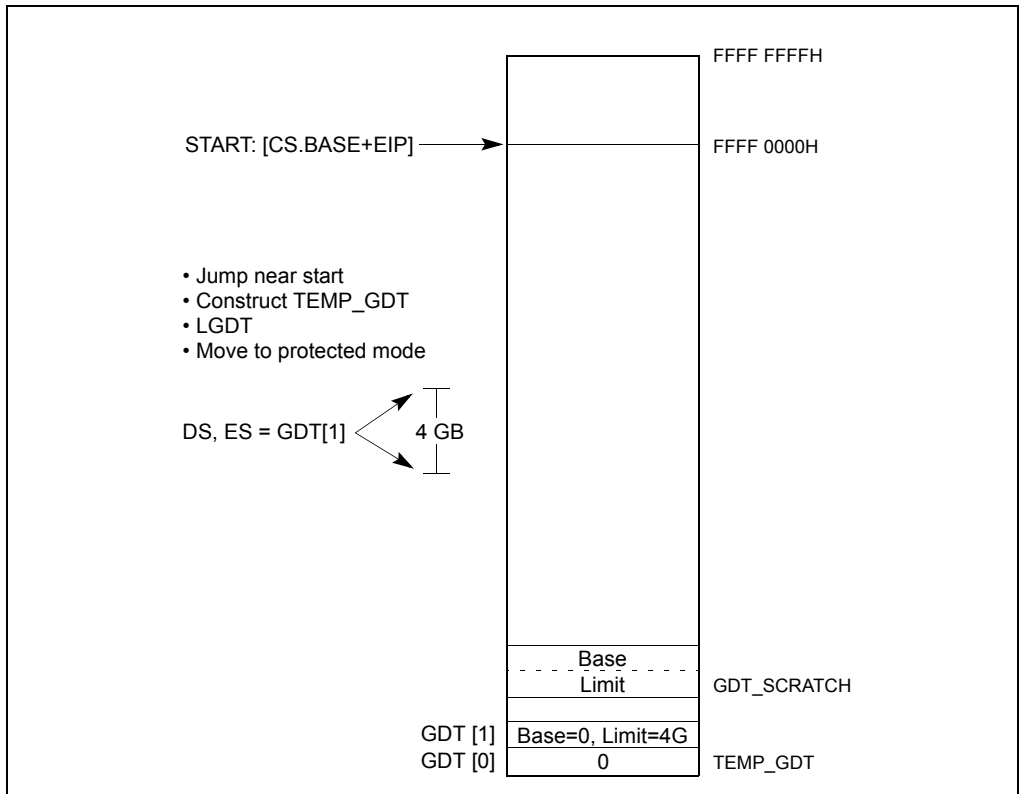 FFFF FFFFH
START: [CS.BASE+EIP]
FFFF 0000H
• Jump near start
• Construct TEMP_GDT
• LGDT
• Move to protected mode
DS, ES = GDT[1]
4 GB
Base
Limit
GDT_SCRATCH
GDT [1]
Base=0, Limit=4G
GDT [0]
0
TEMP_GDT